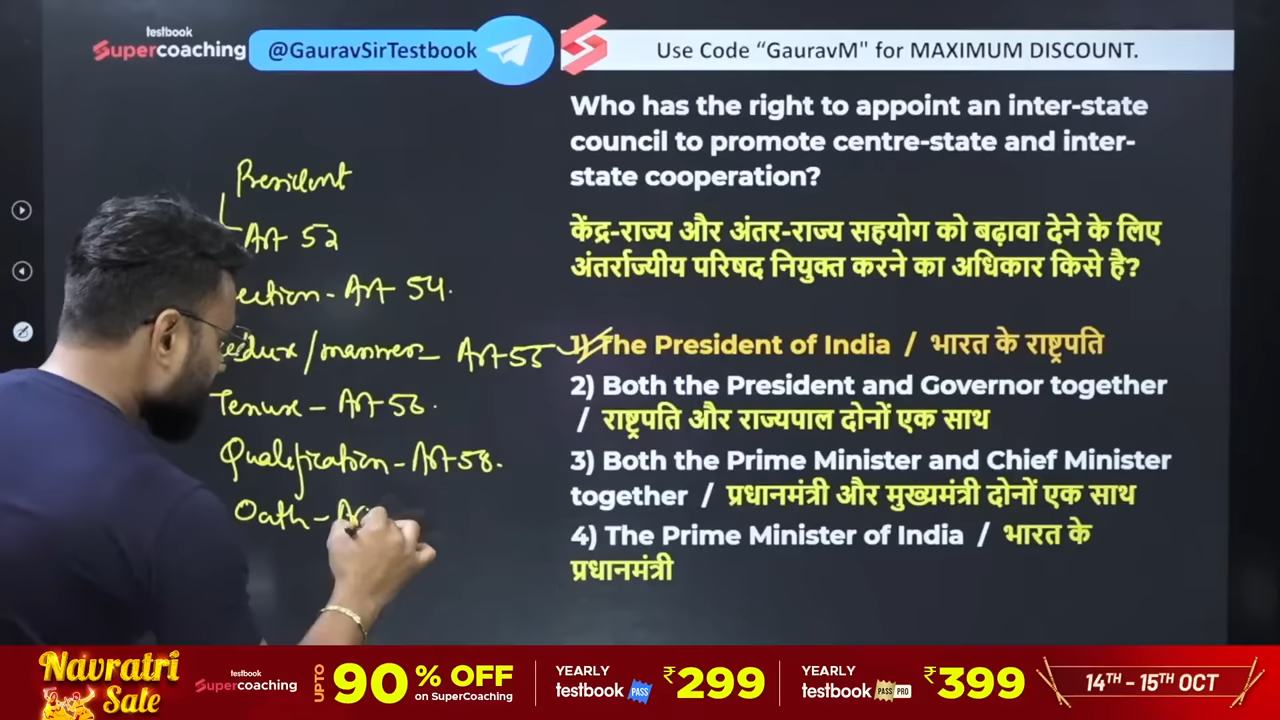 testbook
Supercoaching
@GauravSirTestbook
Use Code “GauravM" for MAXIMUM DISCOUNT.
Who has the right to appoint an inter-state
council to promote centre-state and inter-
state cooperation?
केंद्र-राज्य और अंतर-राज्य सहयोग को बढ़ावा देने के लिए
अंतर्राज्यीय परिषद नियुक्त करने का अधिकार किसे है?
1) The President of India / भारत के राष्ट्रपति
2) Both the President and Governor together
/ राष्ट्रपति और राज्यपाल दोनों एक साथ
3) Both the Prime Minister and Chief Minister
together / प्रधानमंत्री और मुख्यमंत्री दोनों एक साथ
4) The Prime Minister of India / भारत के
प्रधानमंत्री
President
Art 52
ection - Art 54.
/manner - Art 55
Tenure - Art 56.
Qualification - Art 58.
Oath -
Navratri
Sale
testbook
Supercoaching
UPTO 90% OFF
on SuperCoaching
YEARLY
testbook PASS
₹299
YEARLY
testbook PASS PRO
₹399
14TH - 15TH OCT